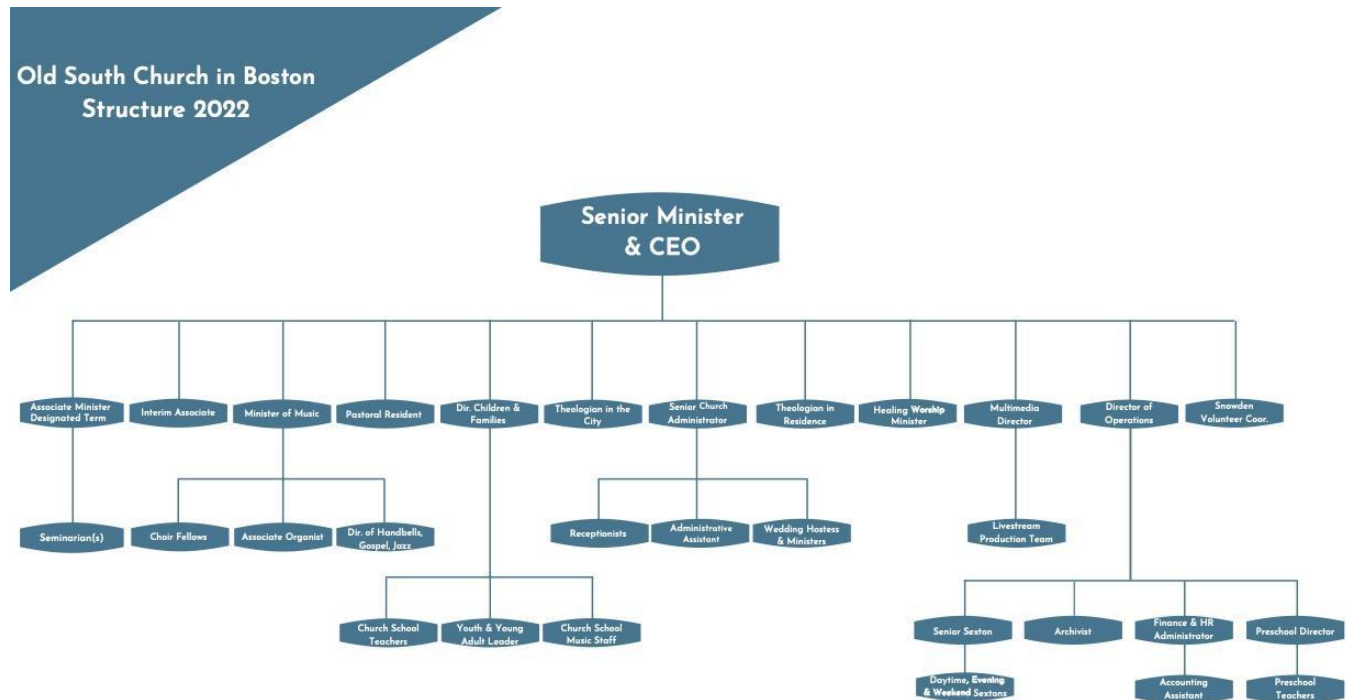 Old South Church in Boston
Structure 2022
Senior Minister
& CEO
Associate Minister
Designated Term
Interim Associate
Minister of Music
Pastoral Resident
Dir. Children &
Families
Theologian in the
City
Senior Church
Administrator
Theologian in
Residence
Healing Worship
Minister
Multimedia
Director
Director of
Operations
Snowden
Volunteer Coor.
Seminarian(s)
Choir Fellows
Associate Organist
Dir. of Handbells,
Gospel, Jazz
Receptionists
Administrative
Assistant
Wedding Hostess
& Ministers
Livestream
Production Team
Church School
Teachers
Youth & Young
Adult Leader
Church School
Music Staff
Senior Sexton
Archivist
Finance & HR
Administrator
Preschool Director
Daytime, Evening
& Weekend Sextons
Accounting
Assistant
Preschool
Teachers